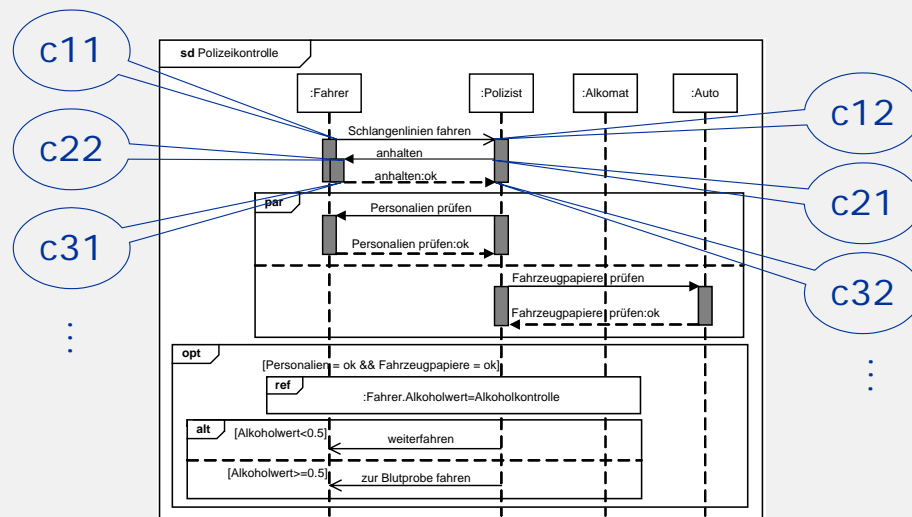 c11
sd Polizeikontrolle
:Fahrer
:Polizist
:Alkomat
:Auto
c12
Schlangenlinien fahren
c22
anhalten
anhalten:ok
c21
par
Personalien prüfen
c31
Personalien prüfen:ok
Fahrzeugpapiere prüfen
c32
Fahrzeugpapiere prüfen:ok
opt
[Personalien = ok && Fahrzeugpapiere = ok]
ref
:Fahrer.Alkoholwert=Alkoholkontrolle
alt
[Alkoholwert<0.5]
weiterfahren
[Alkoholwert>=0.5]
zur Blutprobe fahren